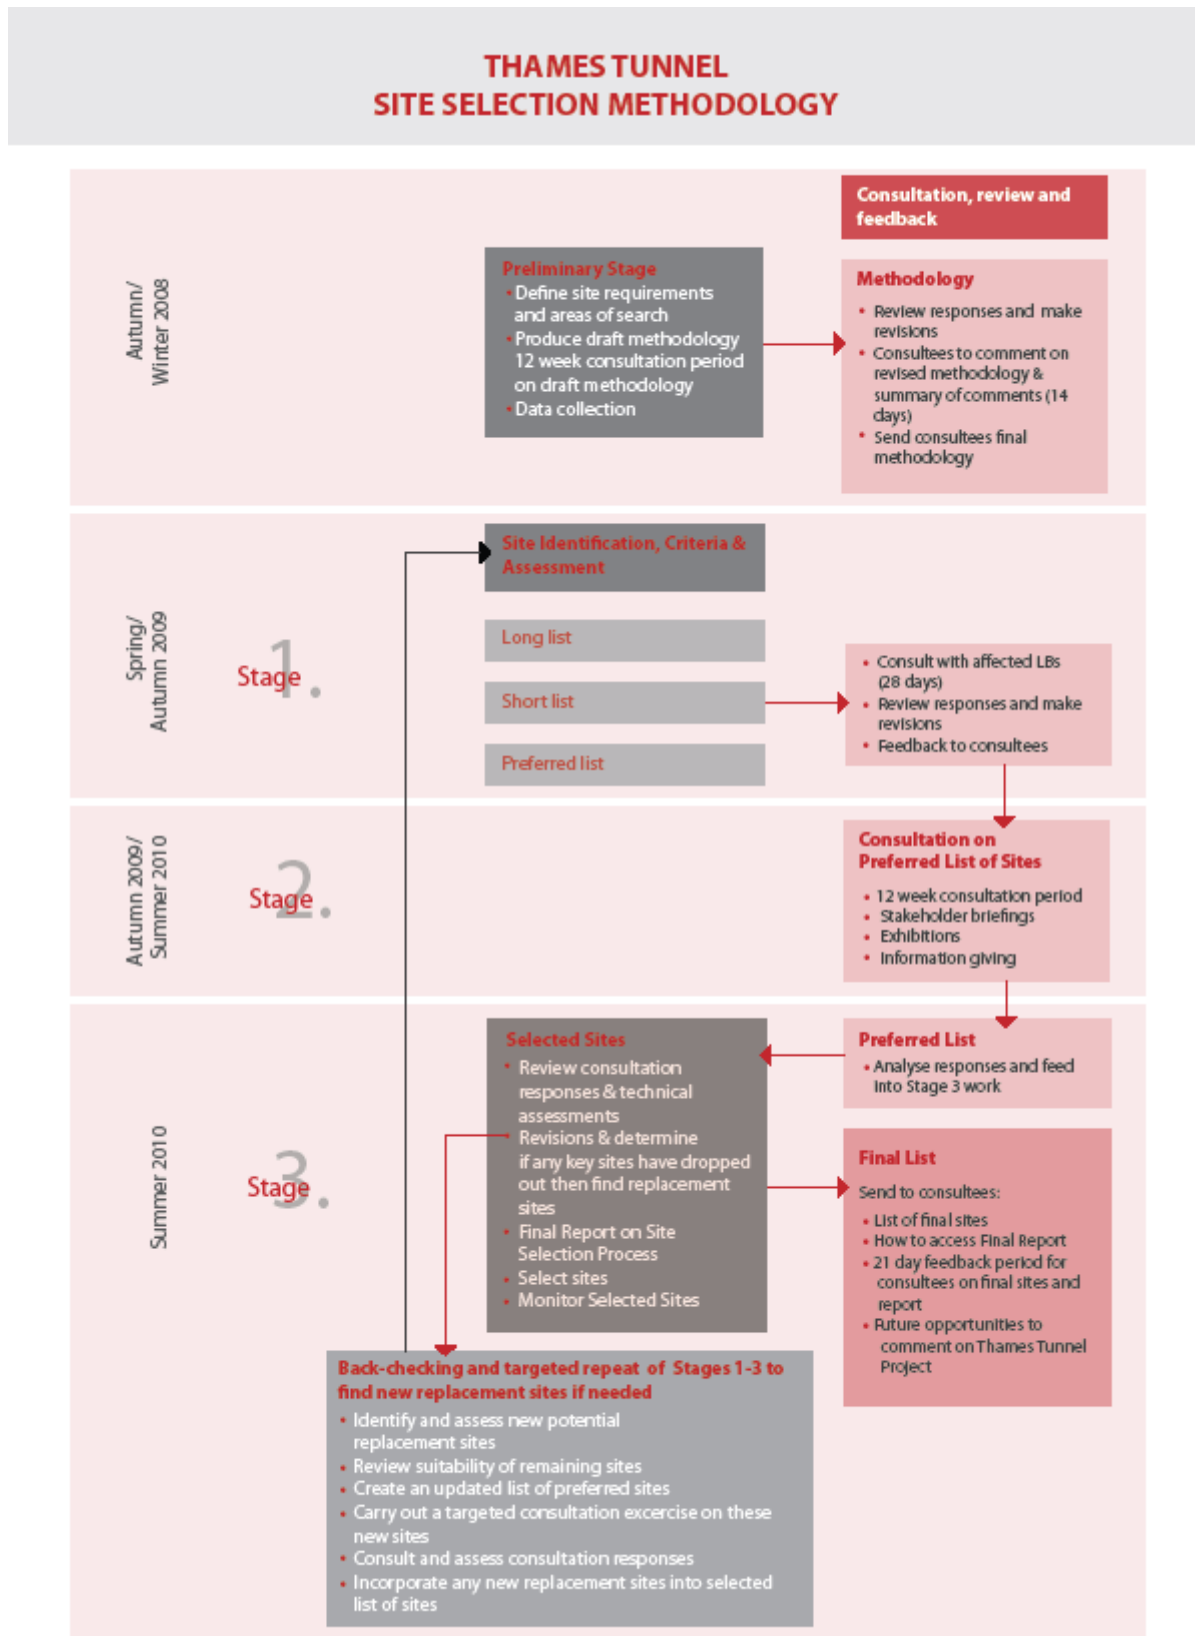 THAMES TUNNEL
SITE SELECTION METHODOLOGY
Autumn/
Winter 2008
Preliminary Stage
• Define site requirements
and areas of search
• Produce draft methodology
12 week consultation period
on draft methodology
• Data collection
Consultation, review and
feedback
Methodology
• Review responses and make
revisions
• Consultees to comment on
revised methodology &
summary of comments (14
days)
• Send consultees final
methodology
Spring/
Autumn 2009
Stage 1.
Site Identification, Criteria &
Assessment
Long list
Short list
Preferred list
• Consult with affected LBs
(28 days)
• Review responses and make
revisions
• Feedback to consultees
Autumn 2009/
Summer 2010
Stage 2.
Consultation on
Preferred List of Sites
• 12 week consultation period
• Stakeholder briefings
• Exhibitions
• Information giving
Summer 2010
Stage 3.
Selected Sites
• Review consultation
responses & technical
assessments
• Revisions & determine
if any key sites have dropped
out then find replacement
sites
• Final Report on Site
Selection Process
• Select sites
• Monitor Selected Sites
Preferred List
• Analyse responses and feed
into Stage 3 work
Final List
Send to consultees:
• List of final sites
• How to access Final Report
• 21 day feedback period for
consultees on final sites and
report
• Future opportunities to
comment on Thames Tunnel
Project
Back-checking and targeted repeat of Stages 1-3 to
find new replacement sites if needed
• Identify and assess new potential
replacement sites
• Review suitability of remaining sites
• Create an updated list of preferred sites
• Carry out a targeted consultation excercise on these
new sites
• Consult and assess consultation responses
• Incorporate any new replacement sites into selected
list of sites